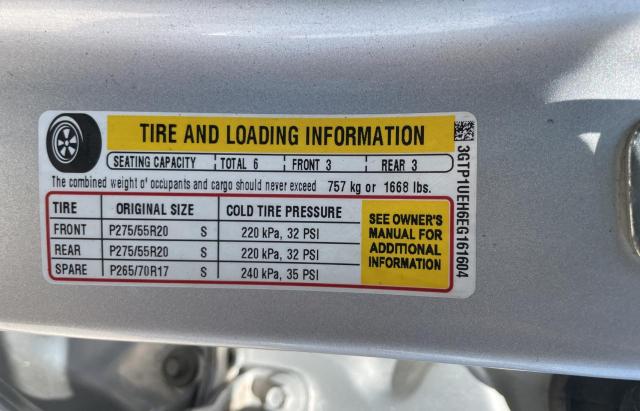 TIRE AND LOADING INFORMATION
SEATING CAPACITY TOTAL 6 FRONT 3 REAR 3
The combined weight of occupants and cargo should never exceed 757 kg or 1668 lbs.
TIRE ORIGINAL SIZE COLD TIRE PRESSURE
FRONT P275/55R20 S 220 kPa, 32 PSI
REAR P275/55R20 S 220 kPa, 32 PSI
SPARE P265/70R17 S 240 kPa, 35 PSI
SEE OWNER'S
MANUAL FOR
ADDITIONAL
INFORMATION
3GTP1UEH6EG161604